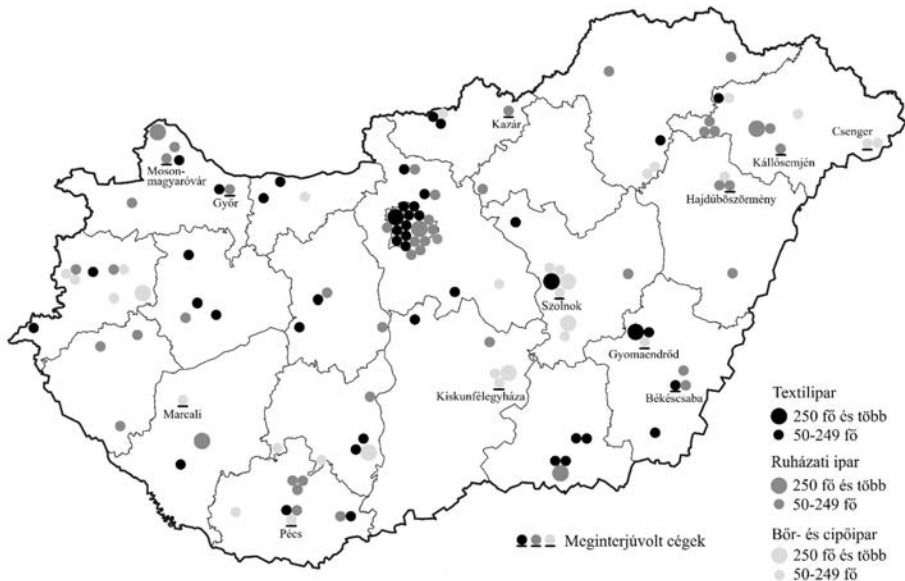 Kazár
Csenger
Moson-
magyaróvár
Kállósemjén
Győr
Hajdúböszörmény
Szolnok
Gyomaendrőd
Kiskunfélegyháza
Békéscsaba
Marcali
Pécs
Textilipar
250 fő és több
50-249 fő
Ruházati ipar
250 fő és több
50-249 fő
Bőr- és cipőipar
250 fő és több
50-249 fő
Meginterjúvolt cégek